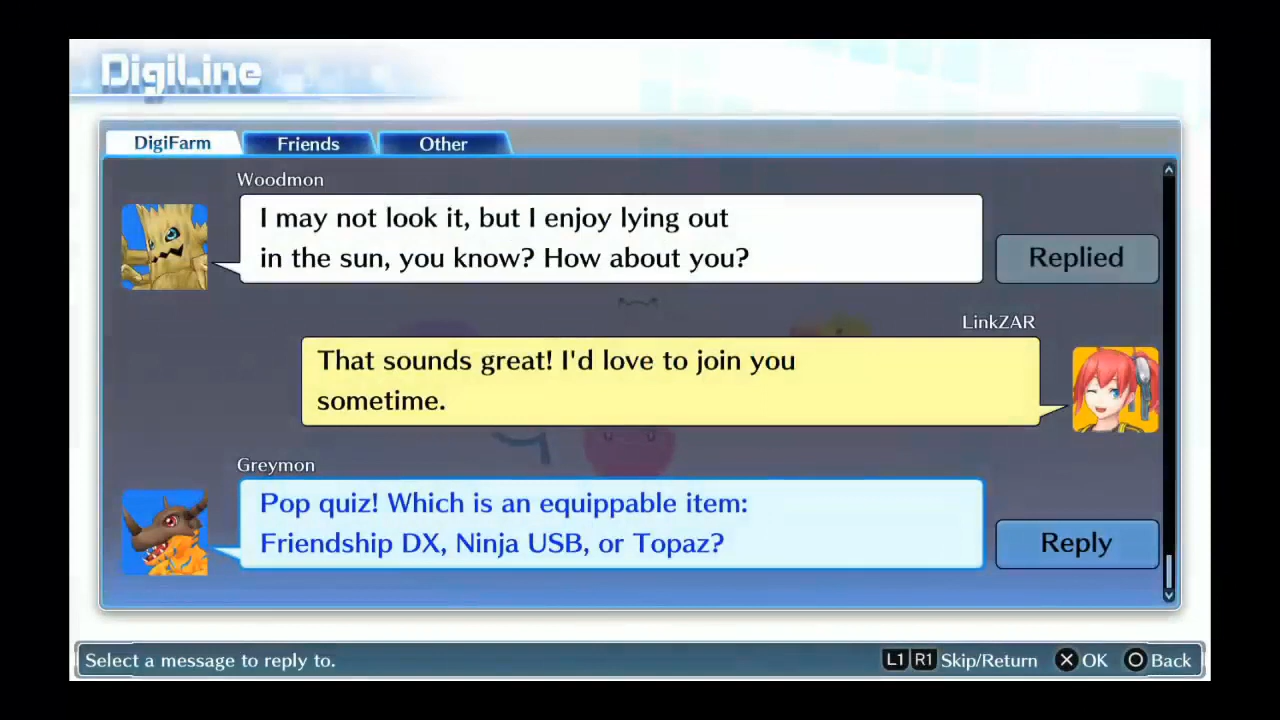 DigiLine
DigiFarm
Friends
Other
Woodmon
I may not look it, but I enjoy lying out
in the sun, you know? How about you?
Replied
LinkZAR
That sounds great! I'd love to join you
sometime.
Greymon
Pop quiz! Which is an equippable item:
Friendship DX, Ninja USB, or Topaz?
Reply
Select a message to reply to.
L1 R1 Skip/Return OK Back